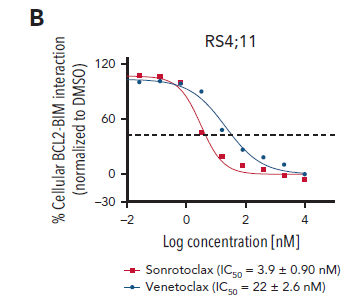 B
RS4;11
% Cellular BCL2-BIM interaction
(normalized to DMSO)
120
60
0
−30
−2
0
2
4
Log concentration [nM]
Sonrotoclax (IC50 = 3.9 ± 0.90 nM)
Venetoclax (IC50 = 22 ± 2.6 nM)